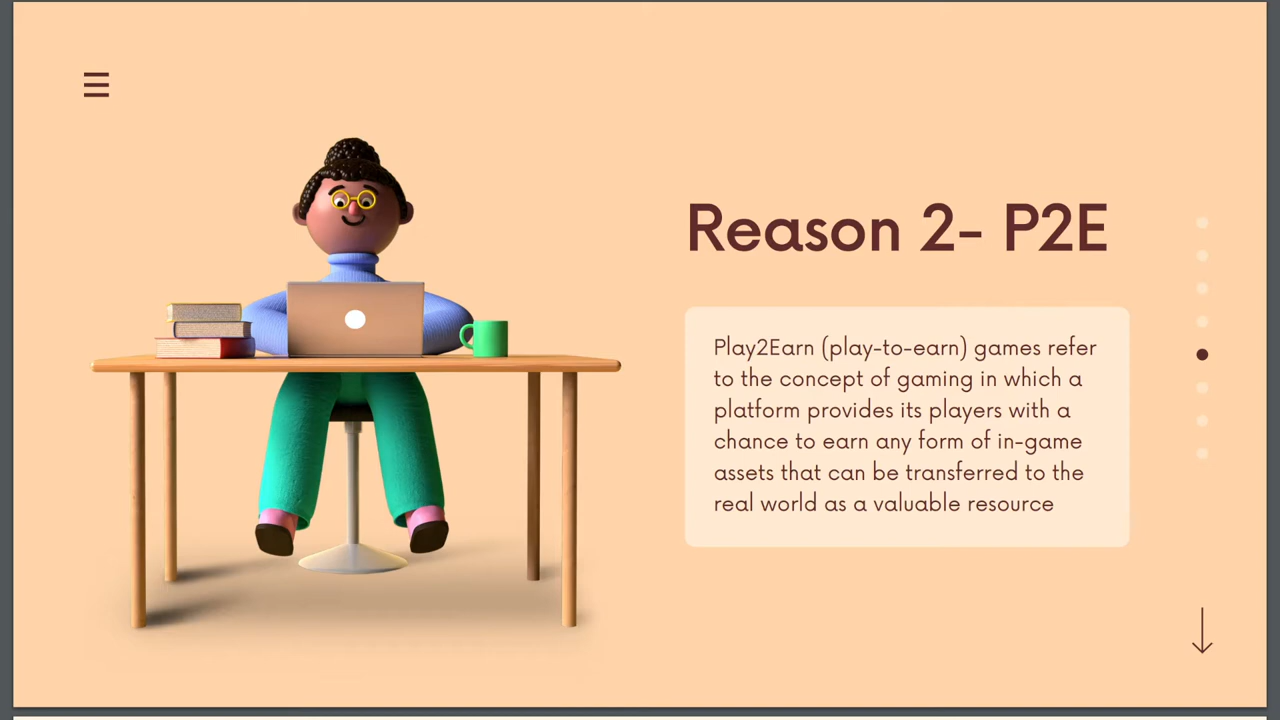 Reason 2- P2E
Play2Earn (play-to-earn) games refer
to the concept of gaming in which a
platform provides its players with a
chance to earn any form of in-game
assets that can be transferred to the
real world as a valuable resource